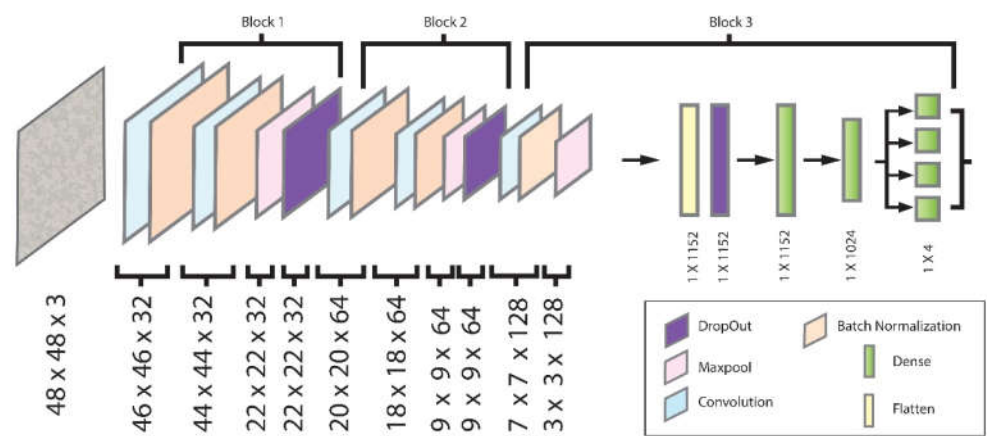 Block 1
Block 2
Block 3
48 x 48 x 3
46 x 46 x 32
44 x 44 x 32
22 x 22 x 32
22 x 22 x 32
20 x 20 x 64
18 x 18 x 64
9 x 9 x 64
9 x 9 x 64
7 x 7 x 128
3 x 3 x 128
1 X 1152
1 X 1152
1 X 1152
1 X 1024
1 X 4
DropOut
Batch Normalization
Maxpool
Dense
Convolution
Flatten